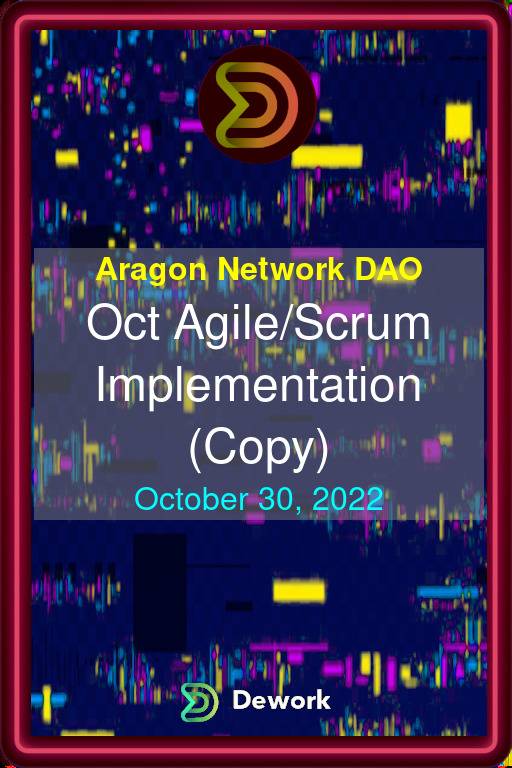 Aragon Network DAO
Oct Agile/Scrum
Implementation
(Copy)
October 30, 2022
Dework